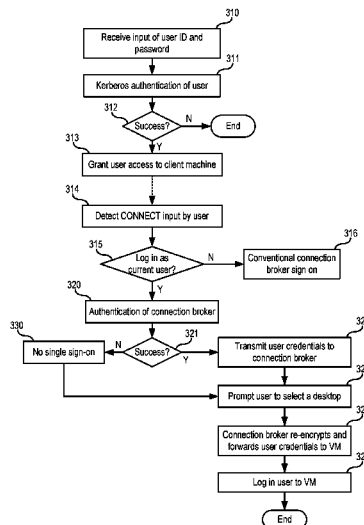 310
Receive input of user ID and
password
311
Kerberos authentication of user
312
Success?
N
End
Y
313
Grant user access to client machine
314
Detect CONNECT input by user
315
Log in as
current user?
N
316
Conventional connection
broker sign on
Y
320
Authentication of connection broker
330
No single sign-on
N
321
Success?
Y
Transmit user credentials to
connection broker
Prompt user to select a desktop
Connection broker re-encrypts and
forwards user credentials to VM
Log in user to VM
End